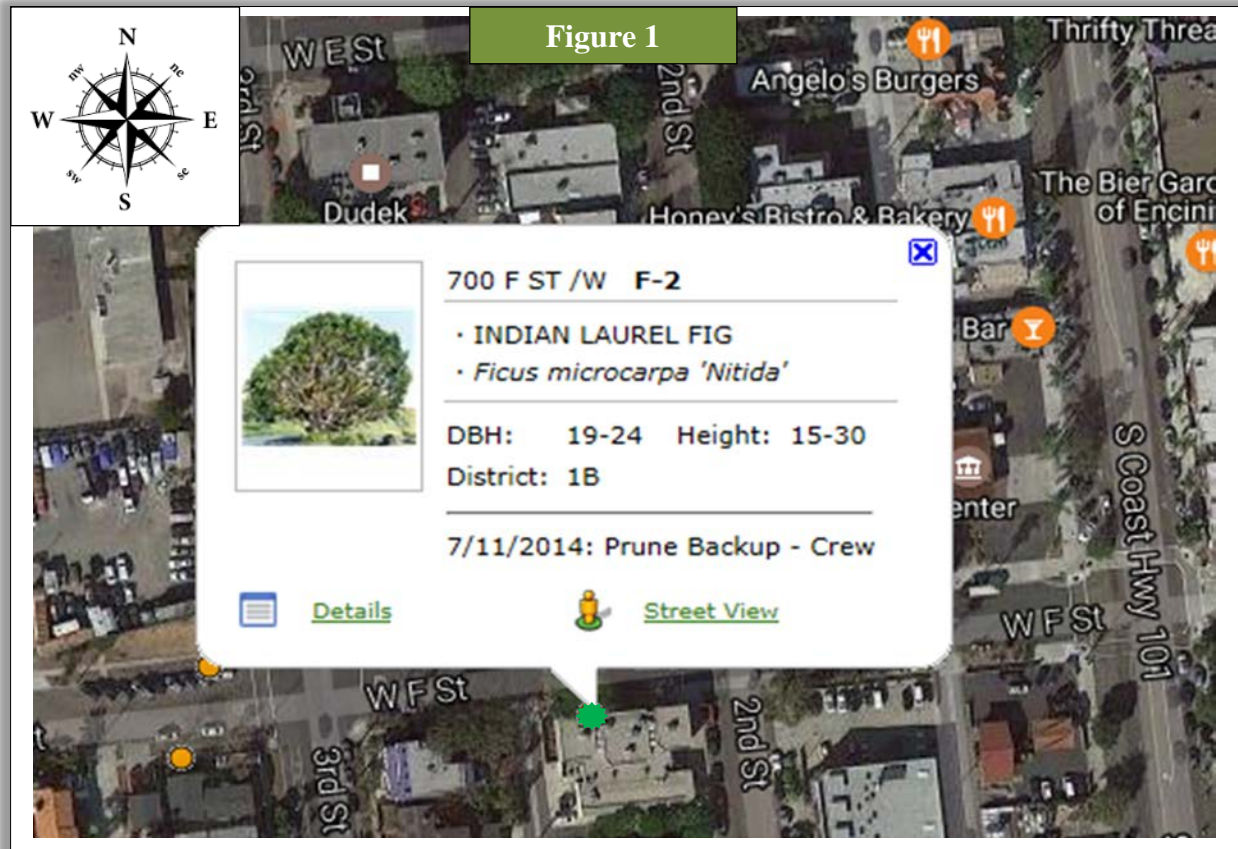 Figure 1
N
nw
ne
W
E
sw
se
S
W E St
3rd St
2nd St
Angelo's Burgers
Thrifty Threa
Dudek
Honey's Bistro & Bakery
The Bier Gard
of Encini
700 F ST /W F-2
· INDIAN LAUREL FIG
· Ficus microcarpa 'Nitida'
DBH: 19-24 Height: 15-30
District: 1B
7/11/2014: Prune Backup - Crew
Details
Street View
Bar
enter
S Coast Hwy 101
W F St
W F St
3rd St
2nd St